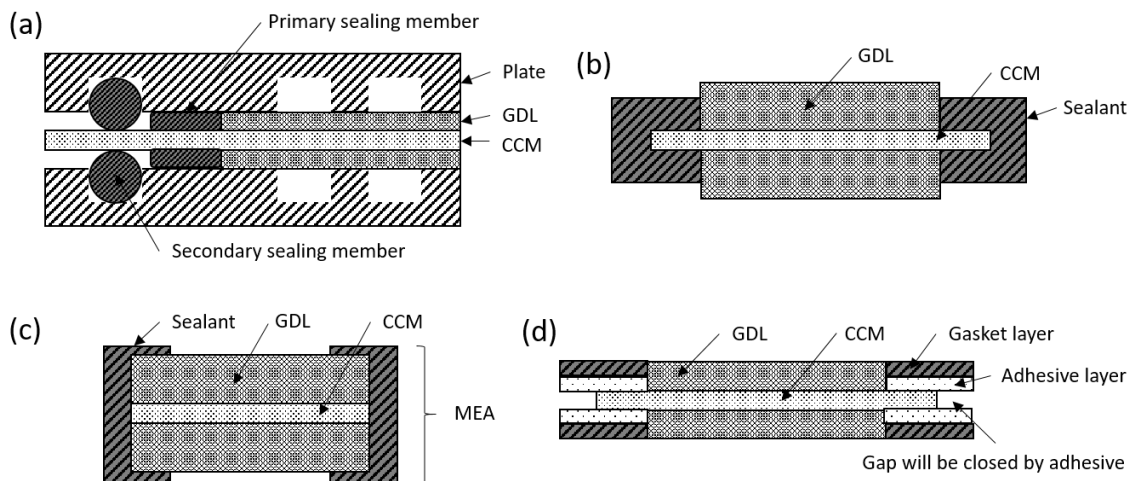 (a)
Primary sealing member
Plate
GDL
CCM
Secondary sealing member
(b)
GDL
CCM
Sealant
(c)
Sealant
GDL
CCM
MEA
(d)
GDL
CCM
Gasket layer
Adhesive layer
Gap will be closed by adhesive